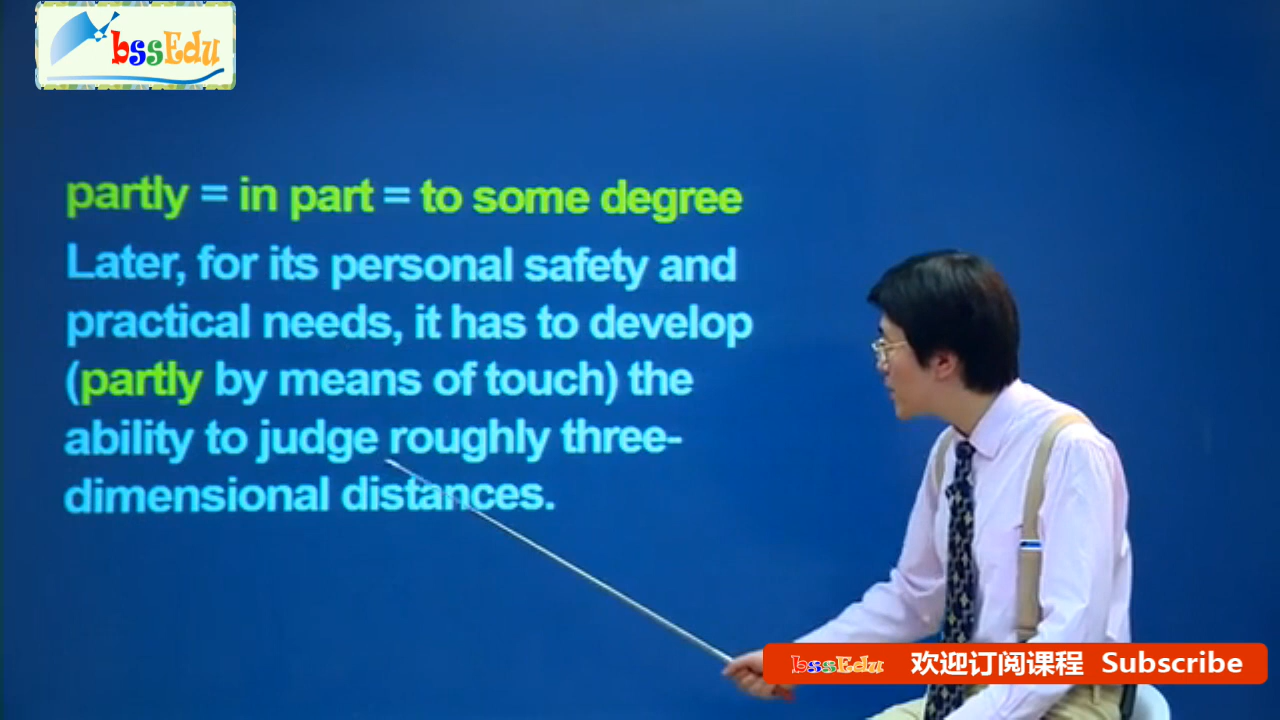 bssEdu
partly = in part = to some degree
Later, for its personal safety and
practical needs, it has to develop
(partly by means of touch) the
ability to judge roughly three-
dimensional distances.
bssEdu 欢迎订阅课程 Subscribe